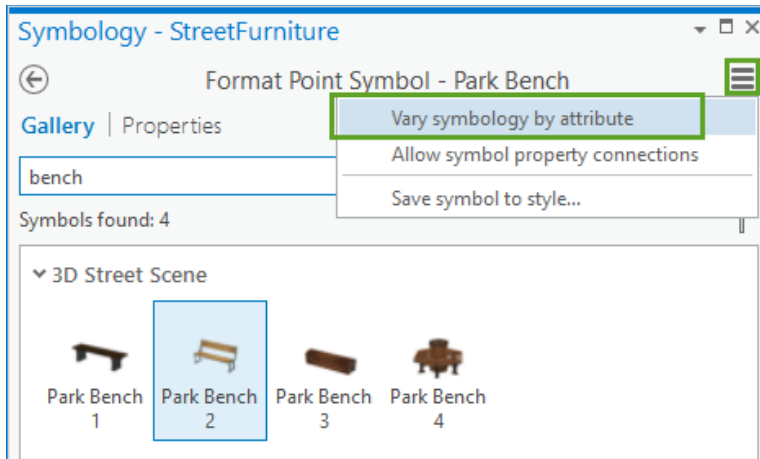 Symbology - StreetFurniture
Format Point Symbol - Park Bench
Gallery | Properties
Vary symbology by attribute
Allow symbol property connections
Save symbol to style...
bench
Symbols found: 4
3D Street Scene
Park Bench 1
Park Bench 2
Park Bench 3
Park Bench 4